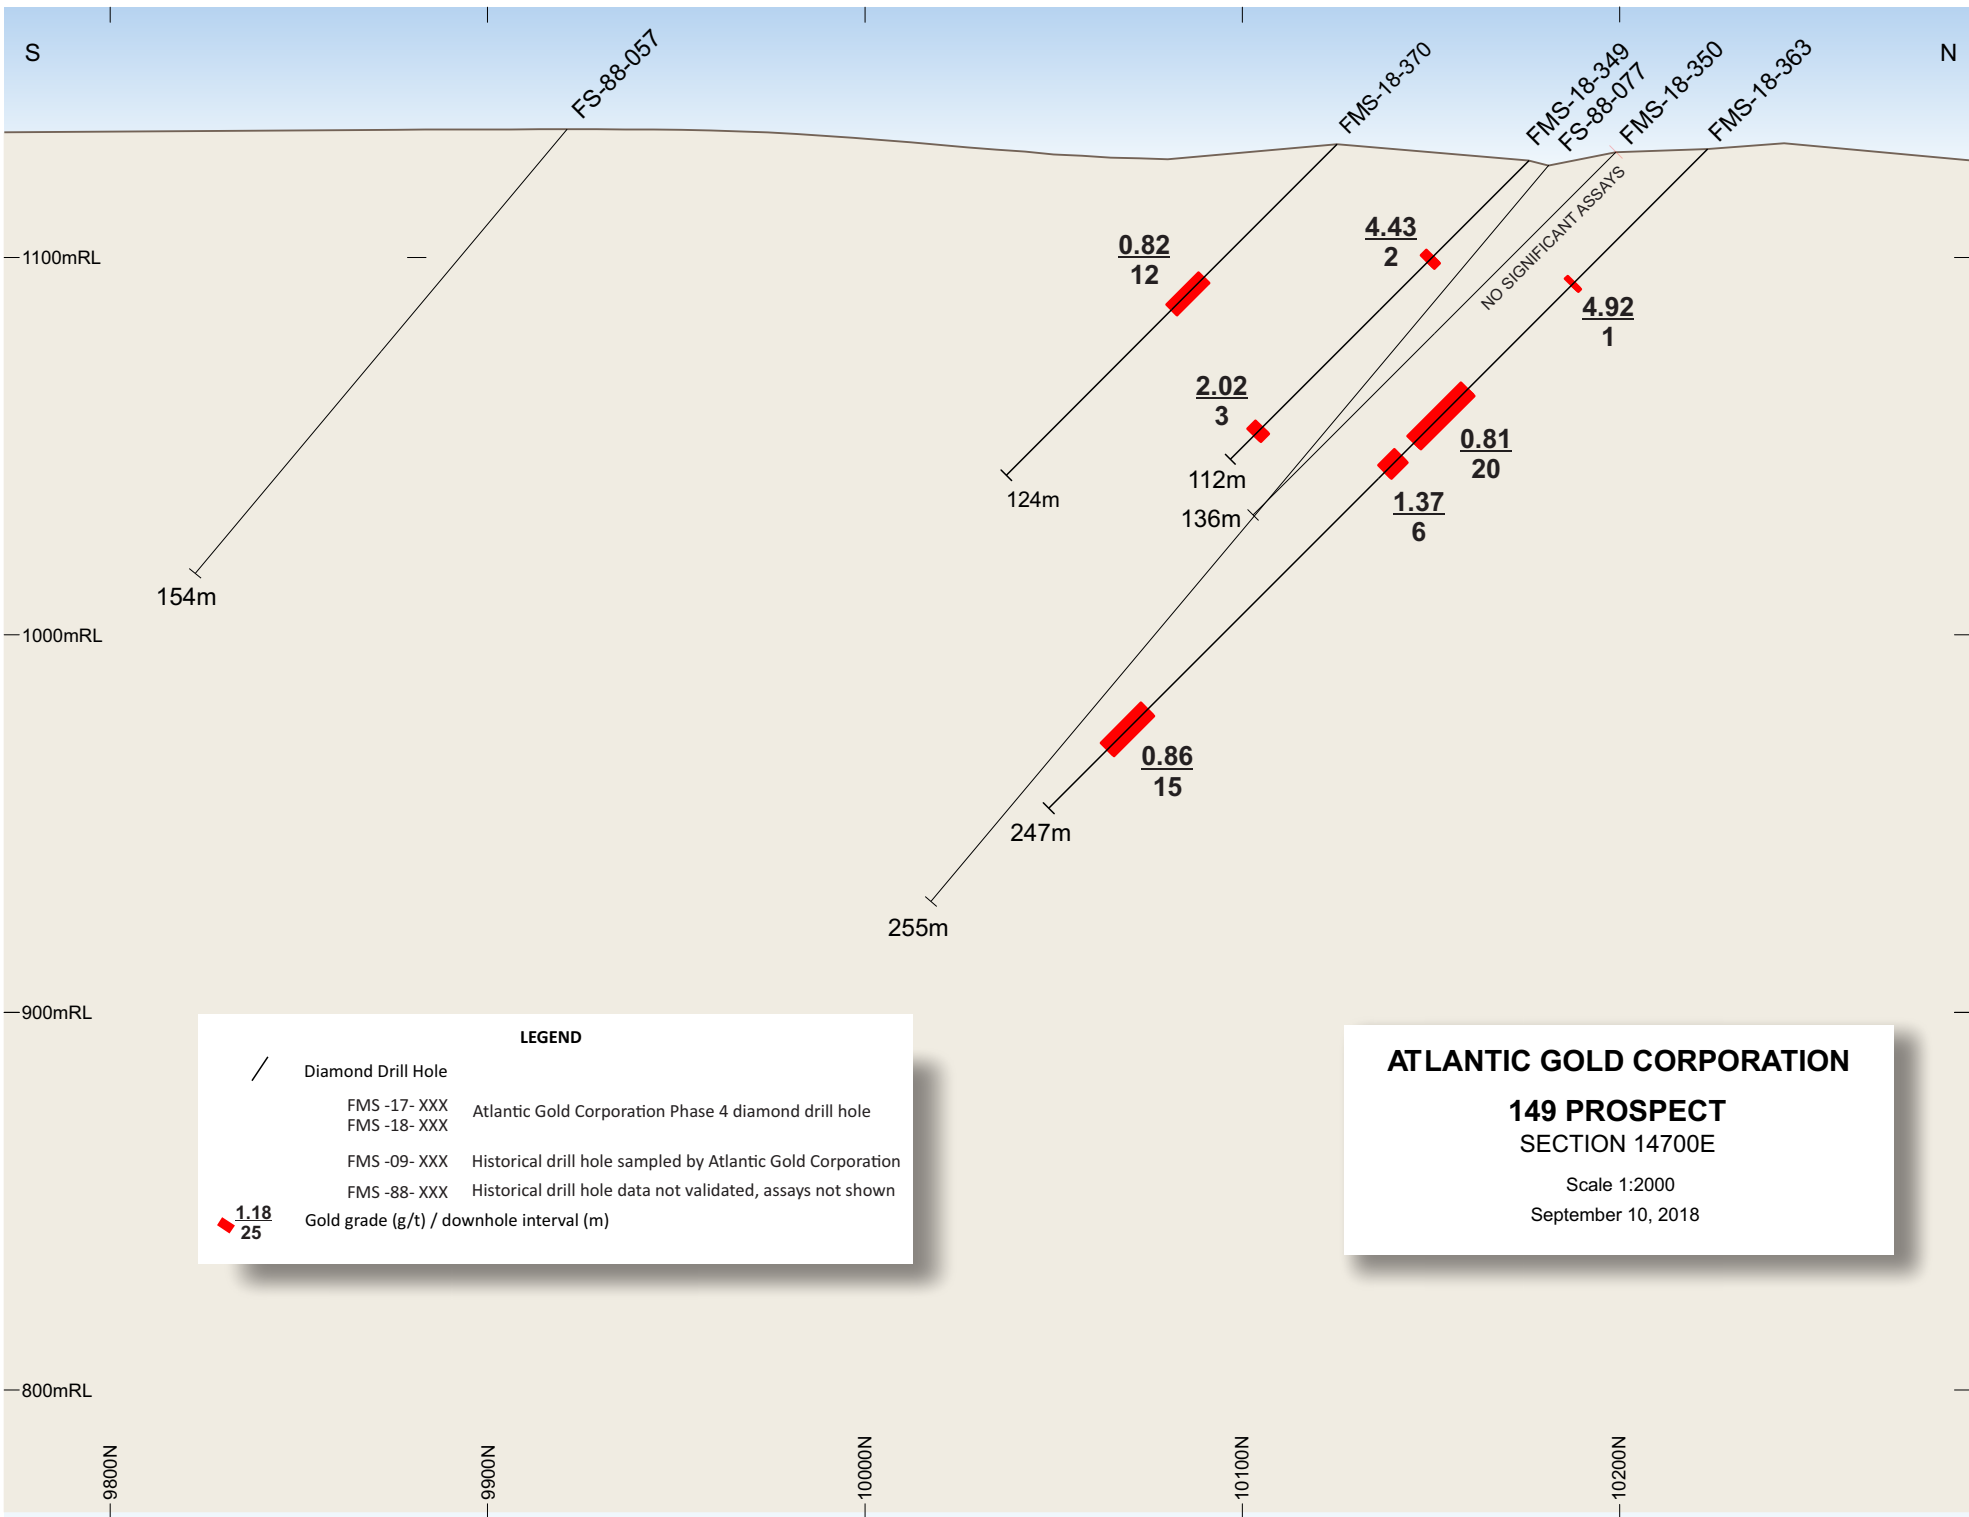 S
N
FS-88-057
FMS-18-370
FMS-18-349
FS-88-077
FMS-18-350
FMS-18-363
NO SIGNIFICANT ASSAYS
1100mRL
0.82
12
4.43
2
4.92
1
2.02
3
0.81
20
112m
124m
136m
1.37
6
154m
1000mRL
0.86
15
247m
255m
900mRL
LEGEND
Diamond Drill Hole
FMS -17- XXX
FMS -18- XXX
Atlantic Gold Corporation Phase 4 diamond drill hole
FMS -09- XXX Historical drill hole sampled by Atlantic Gold Corporation
FMS -88- XXX Historical drill hole data not validated, assays not shown
1.18
25
Gold grade (g/t) / downhole interval (m)
ATLANTIC GOLD CORPORATION
149 PROSPECT
SECTION 14700E
Scale 1:2000
September 10, 2018
800mRL
9800N
9900N
10000N
10100N
10200N